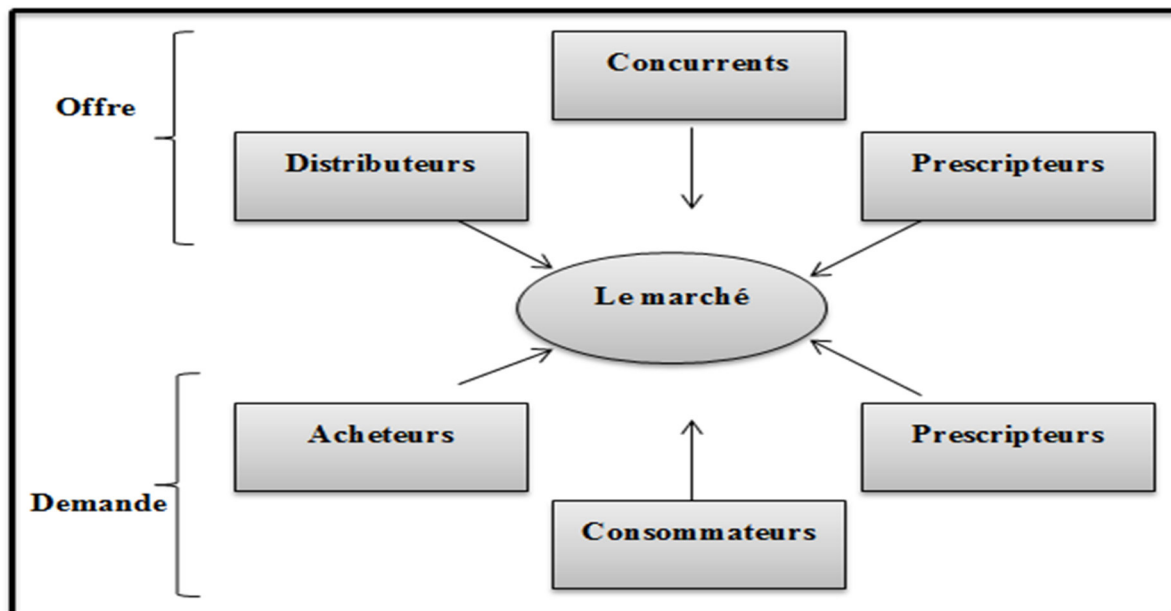 Concurrents
Offre
Distributeurs
Prescripteurs
Le marché
Acheteurs
Prescripteurs
Demande
Consommateurs